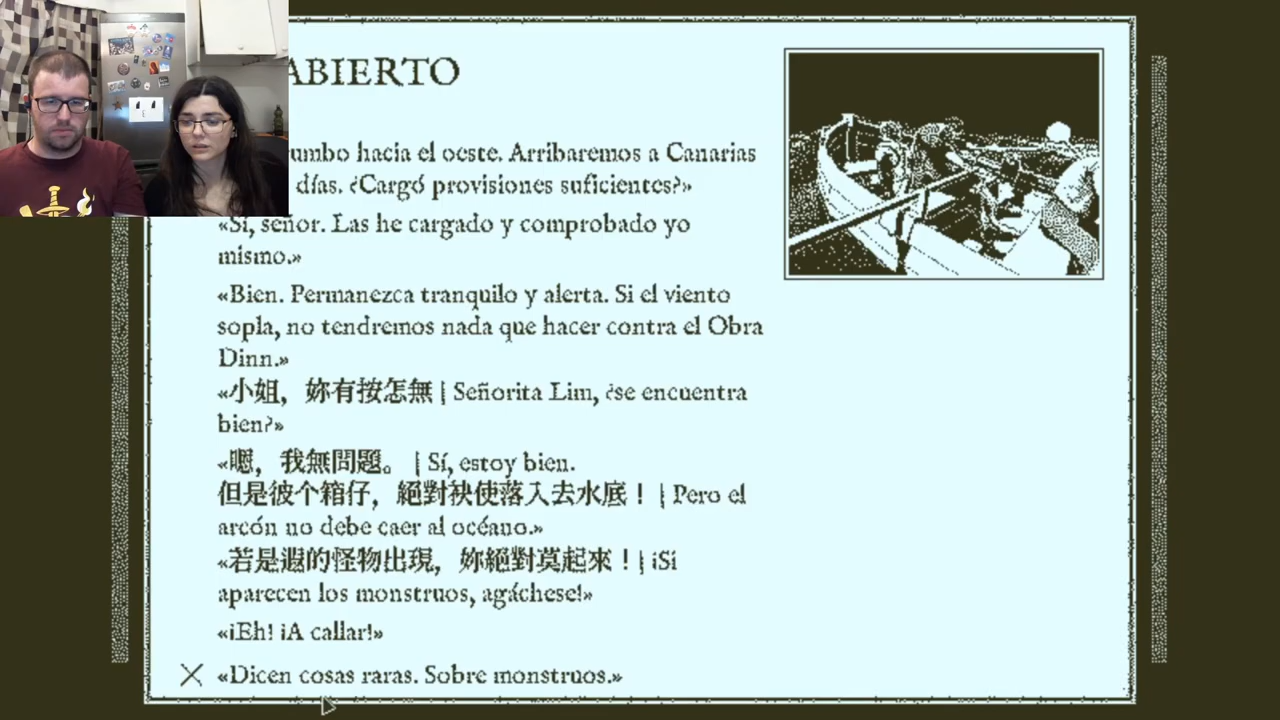 ABIERTO
umbo hacia el oeste. Arribaremos a Canarias
días. ¿Cargó provisiones suficientes?»
«Sí, señor. Las he cargado y comprobado yo
mismo.»
«Bien. Permanezca tranquilo y alerta. Si el viento
sopla, no tendremos nada que hacer contra el Obra
Dinn.»
«小姐，妳有按怎無 | Señorita Lim, ¿se encuentra
bien?»
«嗯，我無問題。 | Sí, estoy bien.
但是彼个箱仔，絕對袂使落入去水底！ | Pero el
arcón no debe caer al océano.»
«若是遐的怪物出現，妳絕對莫起來！| ¡Si
aparecen los monstruos, agáchese!»
«¡Eh! ¡A callar!»
«Dicen cosas raras. Sobre monstruos.»